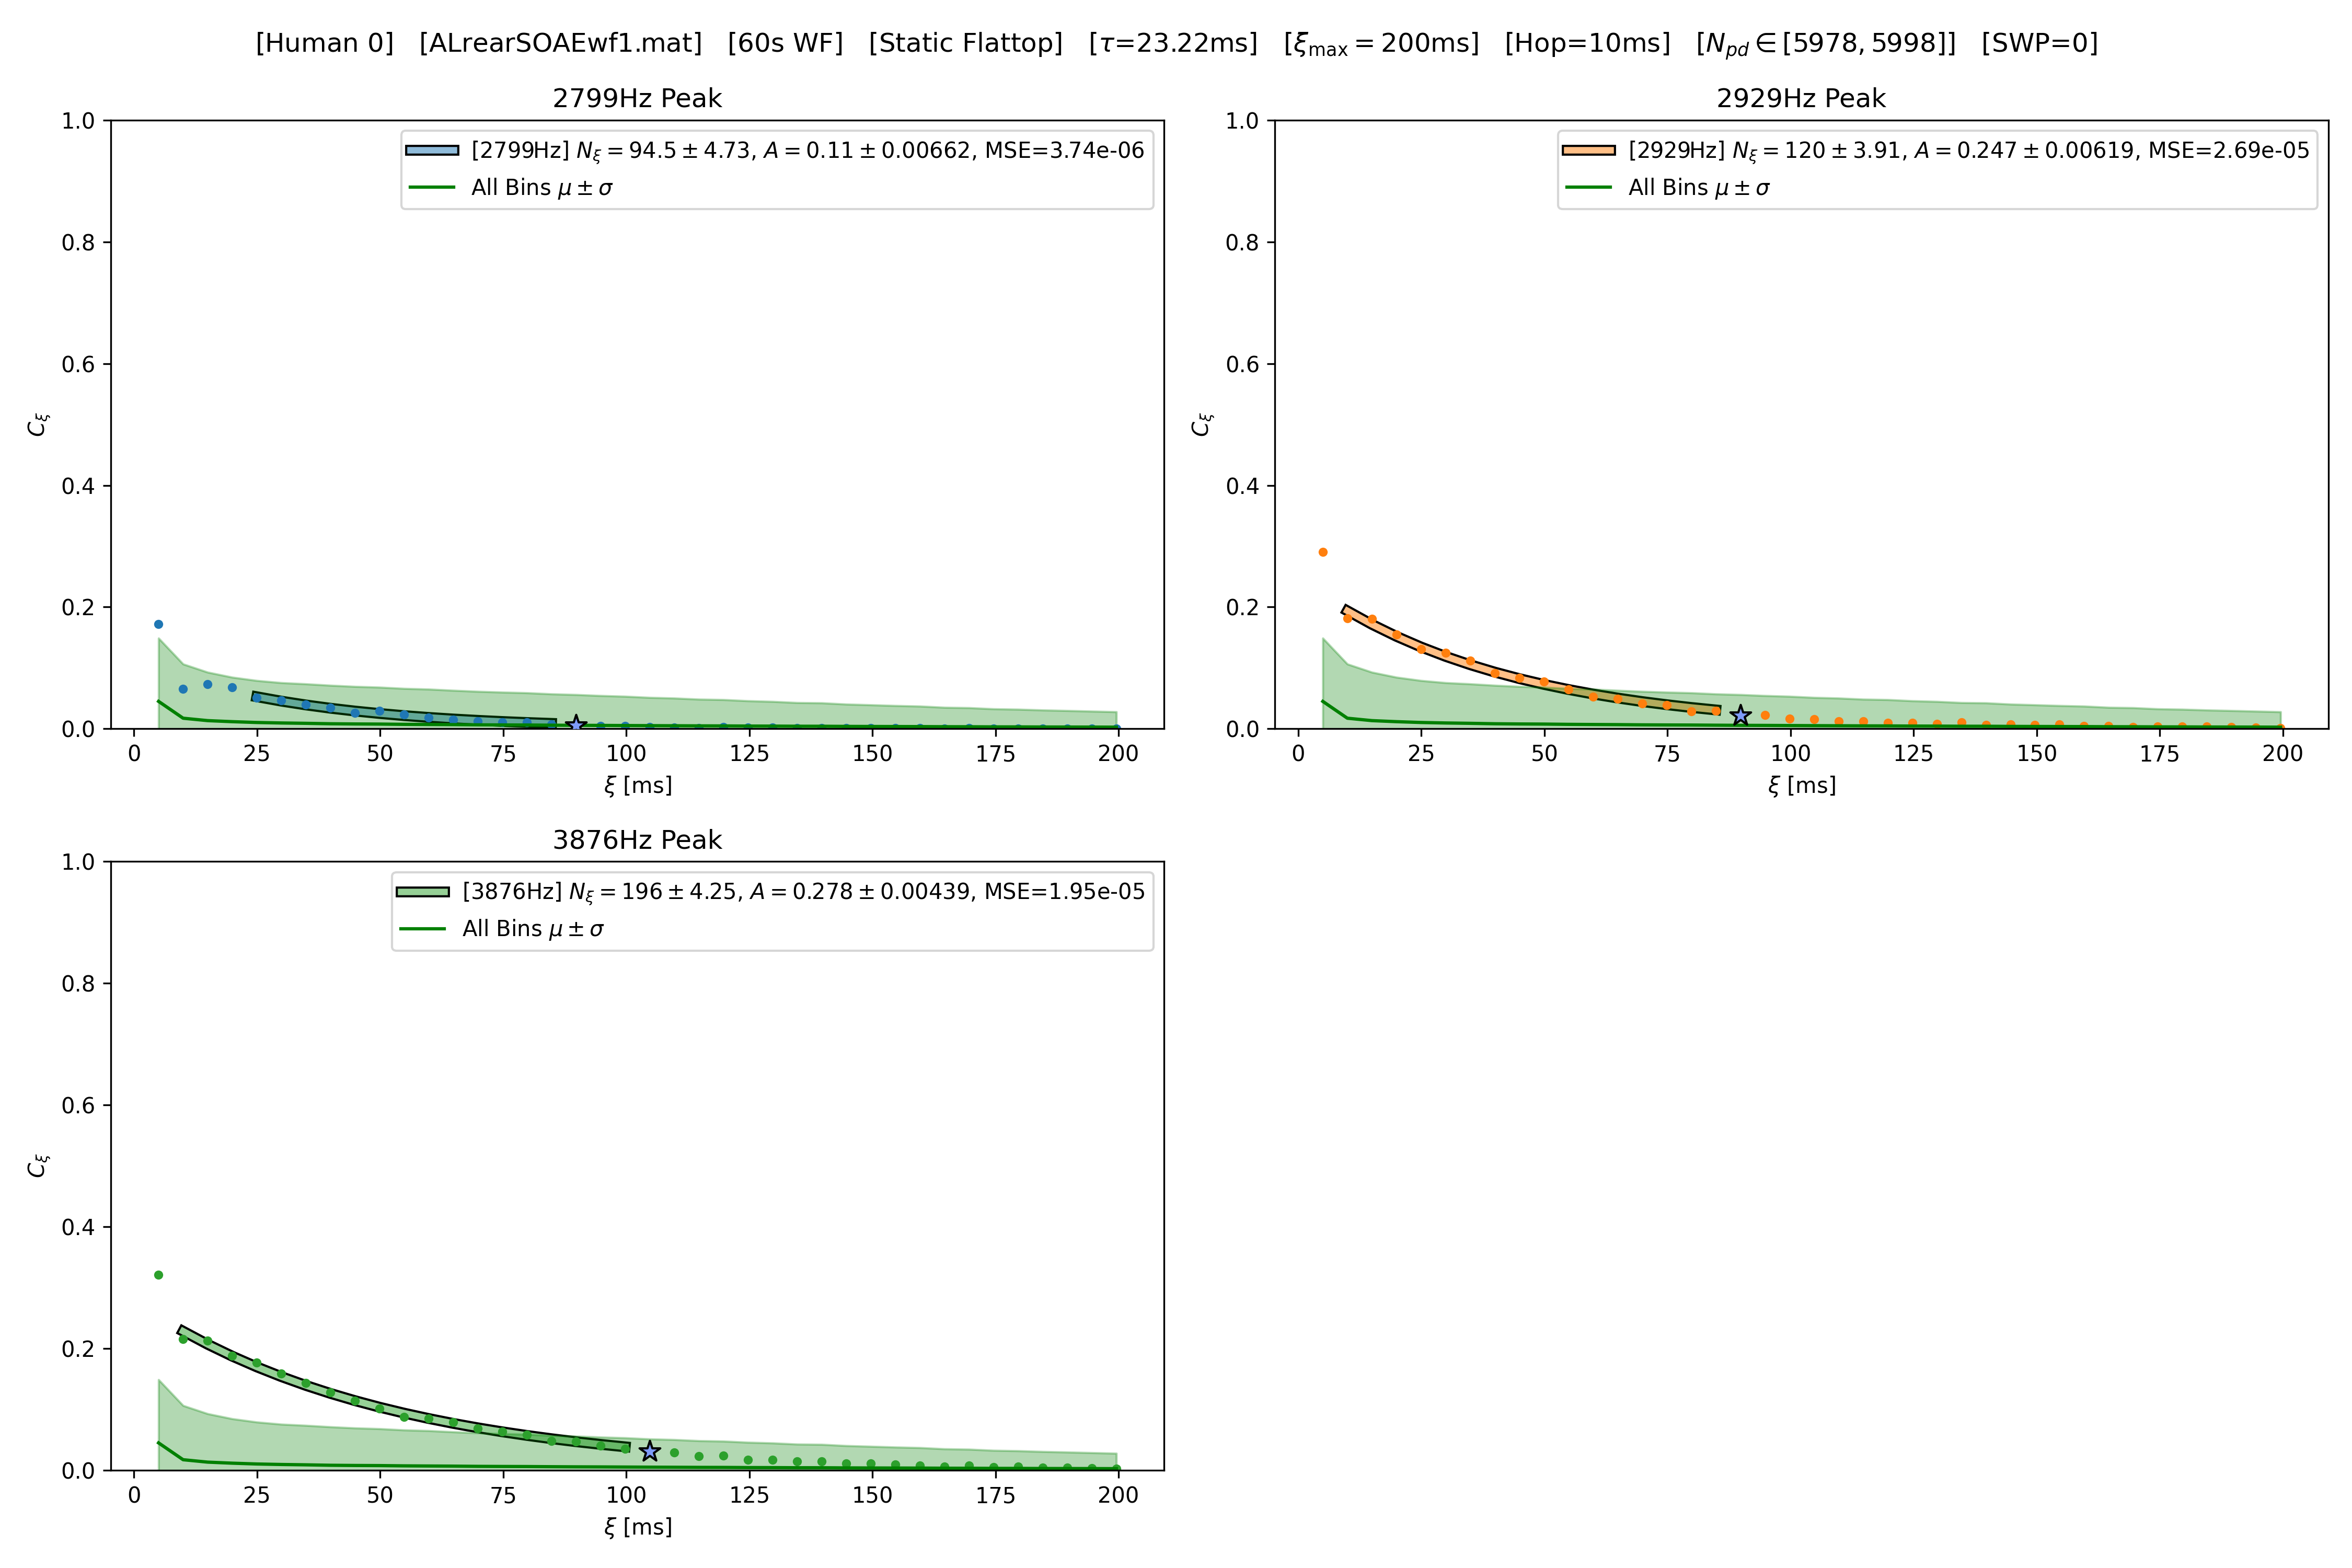 [Human 0] [ALrearSOAEwf1.mat] [60s WF] [Static Flattop] [τ=23.22ms] [ξmax = 200ms] [Hop=10ms] [Npd ∈ [5978, 5998]] [SWP=0]
2799Hz Peak
[2799Hz] Nξ = 94.5 ± 4.73, A = 0.11 ± 0.00662, MSE=3.74e-06
All Bins μ ± σ
1.0
0.8
0.6
0.4
0.2
0.0
Cξ
0 25 50 75 100 125 150 175 200
ξ [ms]
2929Hz Peak
[2929Hz] Nξ = 120 ± 3.91, A = 0.247 ± 0.00619, MSE=2.69e-05
All Bins μ ± σ
1.0
0.8
0.6
0.4
0.2
0.0
Cξ
0 25 50 75 100 125 150 175 200
ξ [ms]
3876Hz Peak
[3876Hz] Nξ = 196 ± 4.25, A = 0.278 ± 0.00439, MSE=1.95e-05
All Bins μ ± σ
1.0
0.8
0.6
0.4
0.2
0.0
Cξ
0 25 50 75 100 125 150 175 200
ξ [ms]